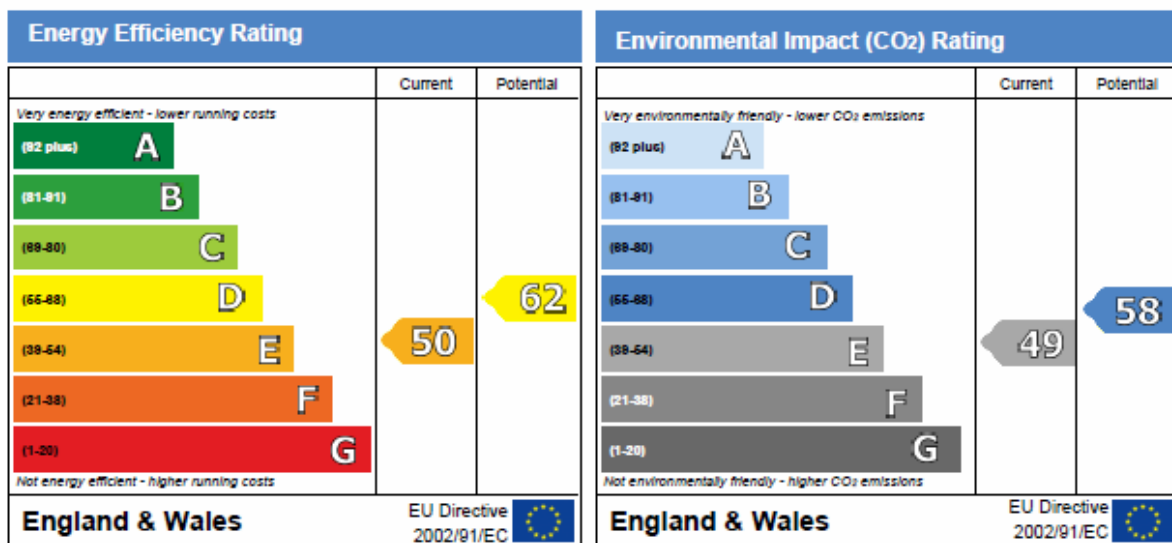 Energy Efficiency Rating
Current Potential
Very energy efficient - lower running costs
(92 plus) A
(81-91) B
(69-80) C
(55-68) D
62
(39-54) E
50
(21-38) F
(1-20) G
Not energy efficient - higher running costs
England & Wales
EU Directive
2002/91/EC
Environmental Impact (CO2) Rating
Current Potential
Very environmentally friendly - lower CO2 emissions
(92 plus) A
(81-91) B
(69-80) C
(55-68) D
58
(39-54) E
49
(21-38) F
(1-20) G
Not environmentally friendly - higher CO2 emissions
England & Wales
EU Directive
2002/91/EC